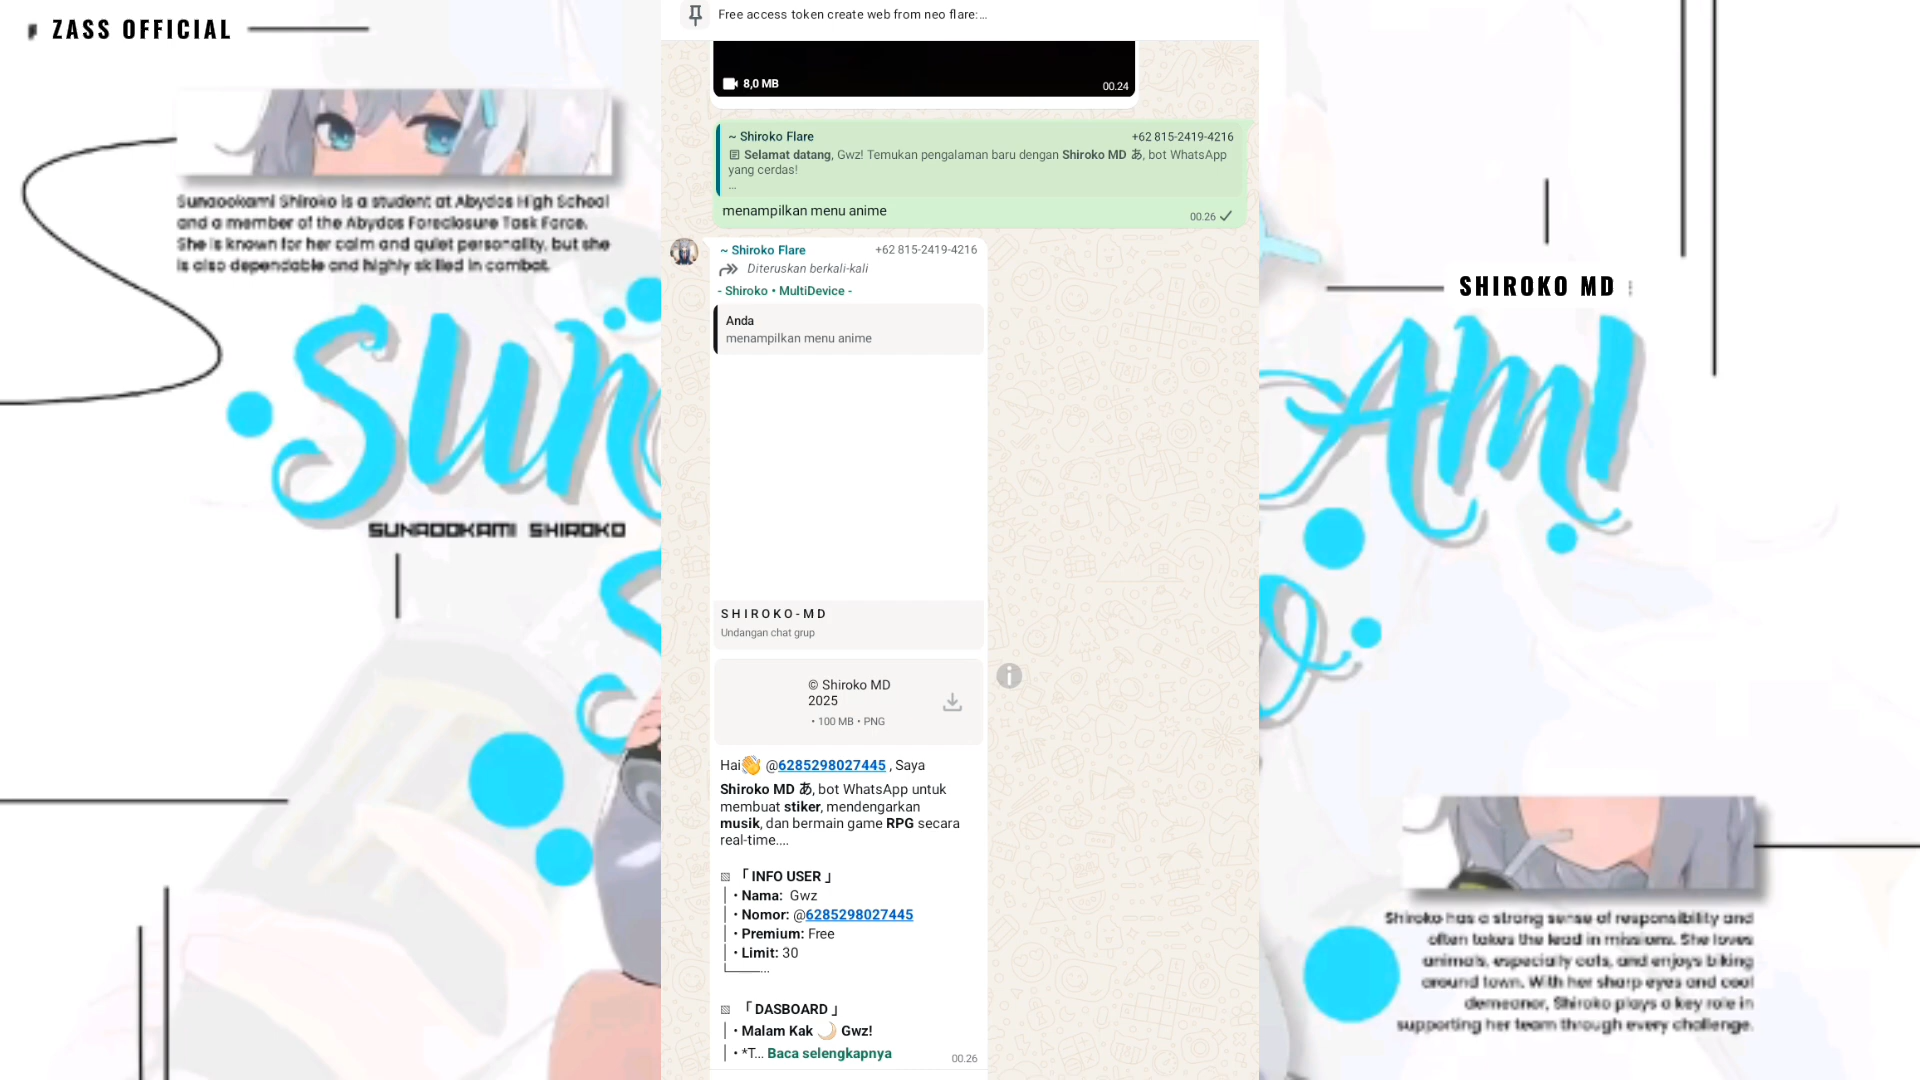 ZASS OFFICIAL
Sunaookami Shiroko is a student at Abydos High School
and a member of the Abydos Foreclosure Task Force.
She is known for her calm and quiet personality, but she
is also dependable and highly skilled in combat.
SUN
SUNAOOKAMI SHIROKO
Free access token create web from neo flare:...
8,0 MB
00.24
~ Shiroko Flare
+62 815-2419-4216
Selamat datang, Gwz! Temukan pengalaman baru dengan Shiroko MD あ, bot WhatsApp
yang cerdas!
...
menampilkan menu anime
00.26
~ Shiroko Flare
+62 815-2419-4216
Diteruskan berkali-kali
- Shiroko • MultiDevice -
Anda
menampilkan menu anime
S H I R O K O - M D
Undangan chat grup
© Shiroko MD
2025
• 100 MB • PNG
Hai👋 @6285298027445 , Saya
Shiroko MD あ, bot WhatsApp untuk
membuat stiker, mendengarkan
musik, dan bermain game RPG secara
real-time....
▧ 「 INFO USER 」
│ • Nama: Gwz
│ • Nomor: @6285298027445
│ • Premium: Free
│ • Limit: 30
└───···
▧ 「 DASBOARD 」
│ • Malam Kak 🌙 Gwz!
│ • *T... Baca selengkapnya
00.26
SHIROKO MD
AMI
Shiroko has a strong sense of responsibility and
often takes the lead in missions. She loves
animals, especially cats, and enjoys biking
around town. With her sharp eyes and cool
demeanor, Shiroko plays a key role in
supporting her team through every challenge.